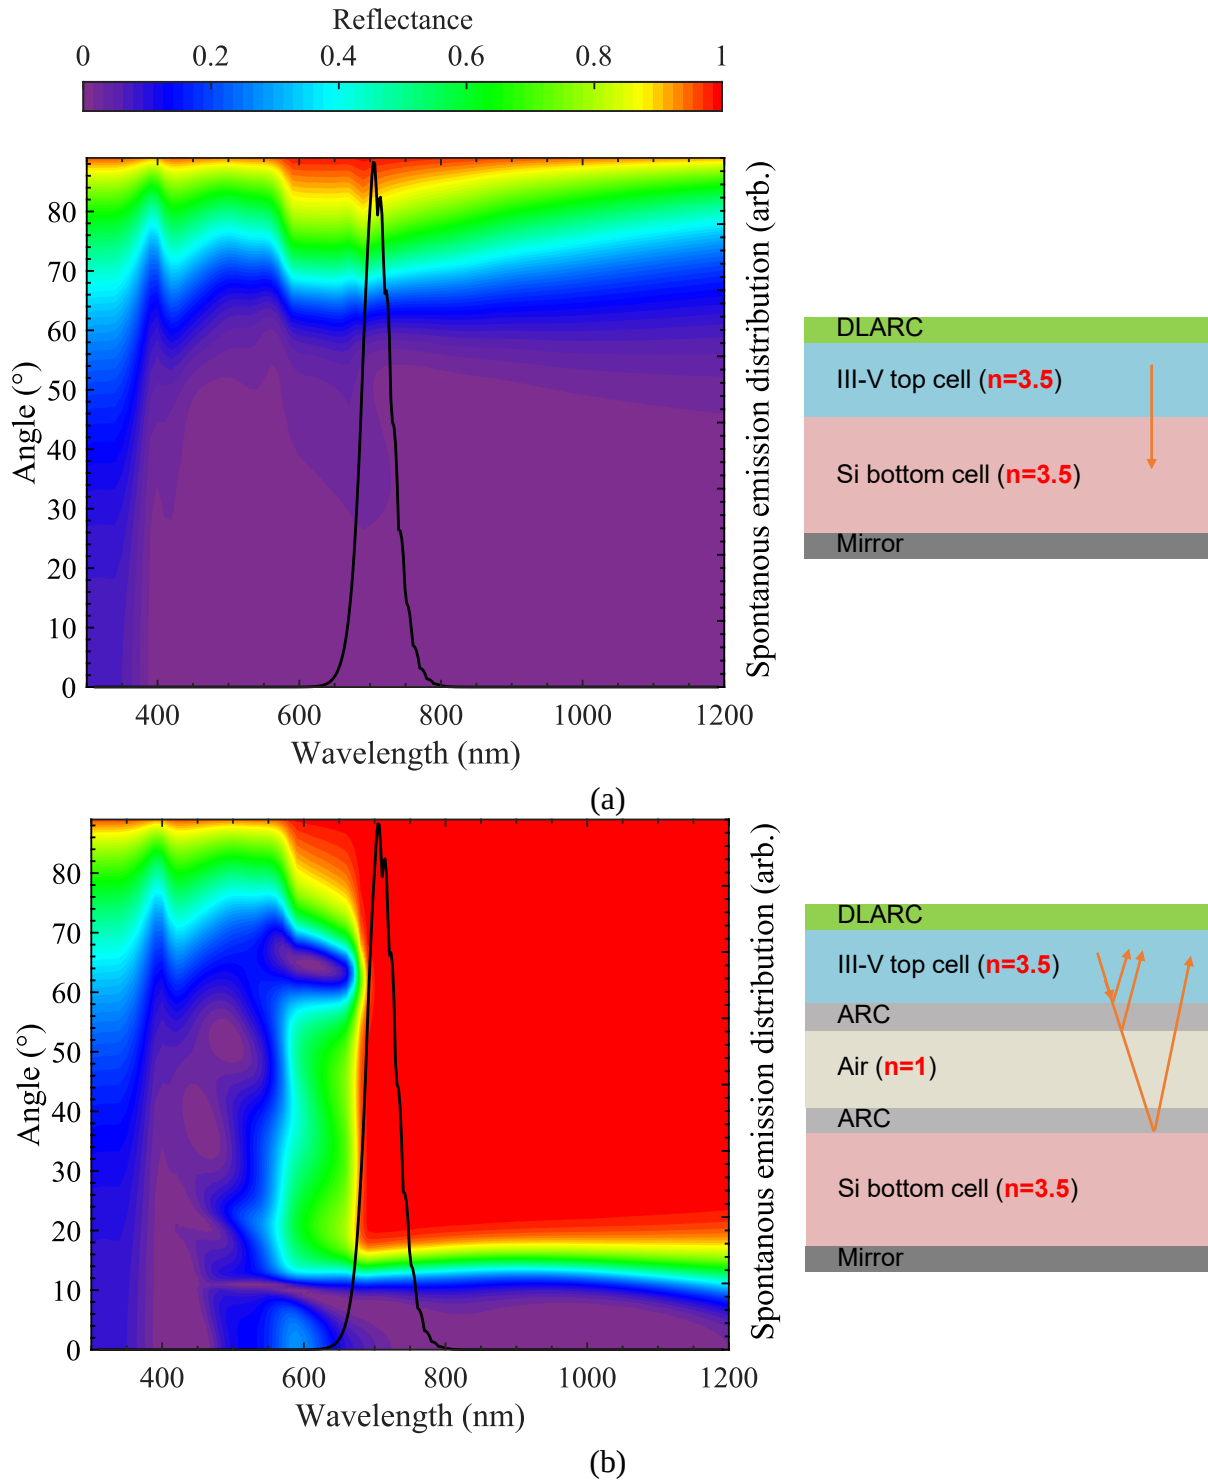 Reflectance
0 0.2 0.4 0.6 0.8 1
80
70
60
50
40
30
20
10
0
Angle (°)
400 600 800 1000 1200
Wavelength (nm)
Spontanous emission distribution (arb.)
DLARC
III-V top cell (n=3.5)
Si bottom cell (n=3.5)
Mirror
(a)
80
70
60
50
40
30
20
10
0
Angle (°)
400 600 800 1000 1200
Wavelength (nm)
Spontanous emission distribution (arb.)
DLARC
III-V top cell (n=3.5)
ARC
Air (n=1)
ARC
Si bottom cell (n=3.5)
Mirror
(b)